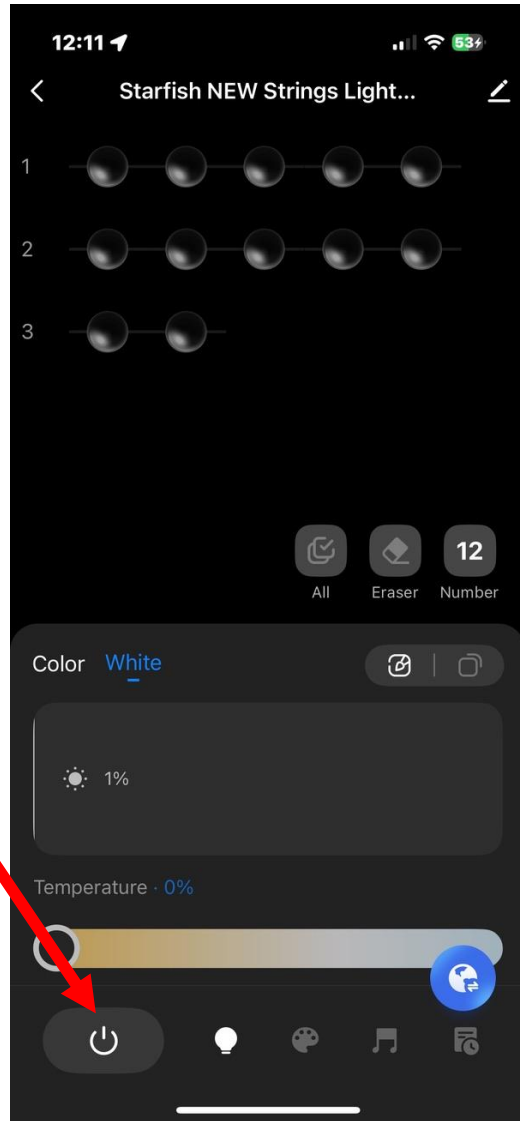 12:11
53
Starfish NEW Strings Light...
1
2
3
12
All Eraser Number
Color White
1%
Temperature · 0%